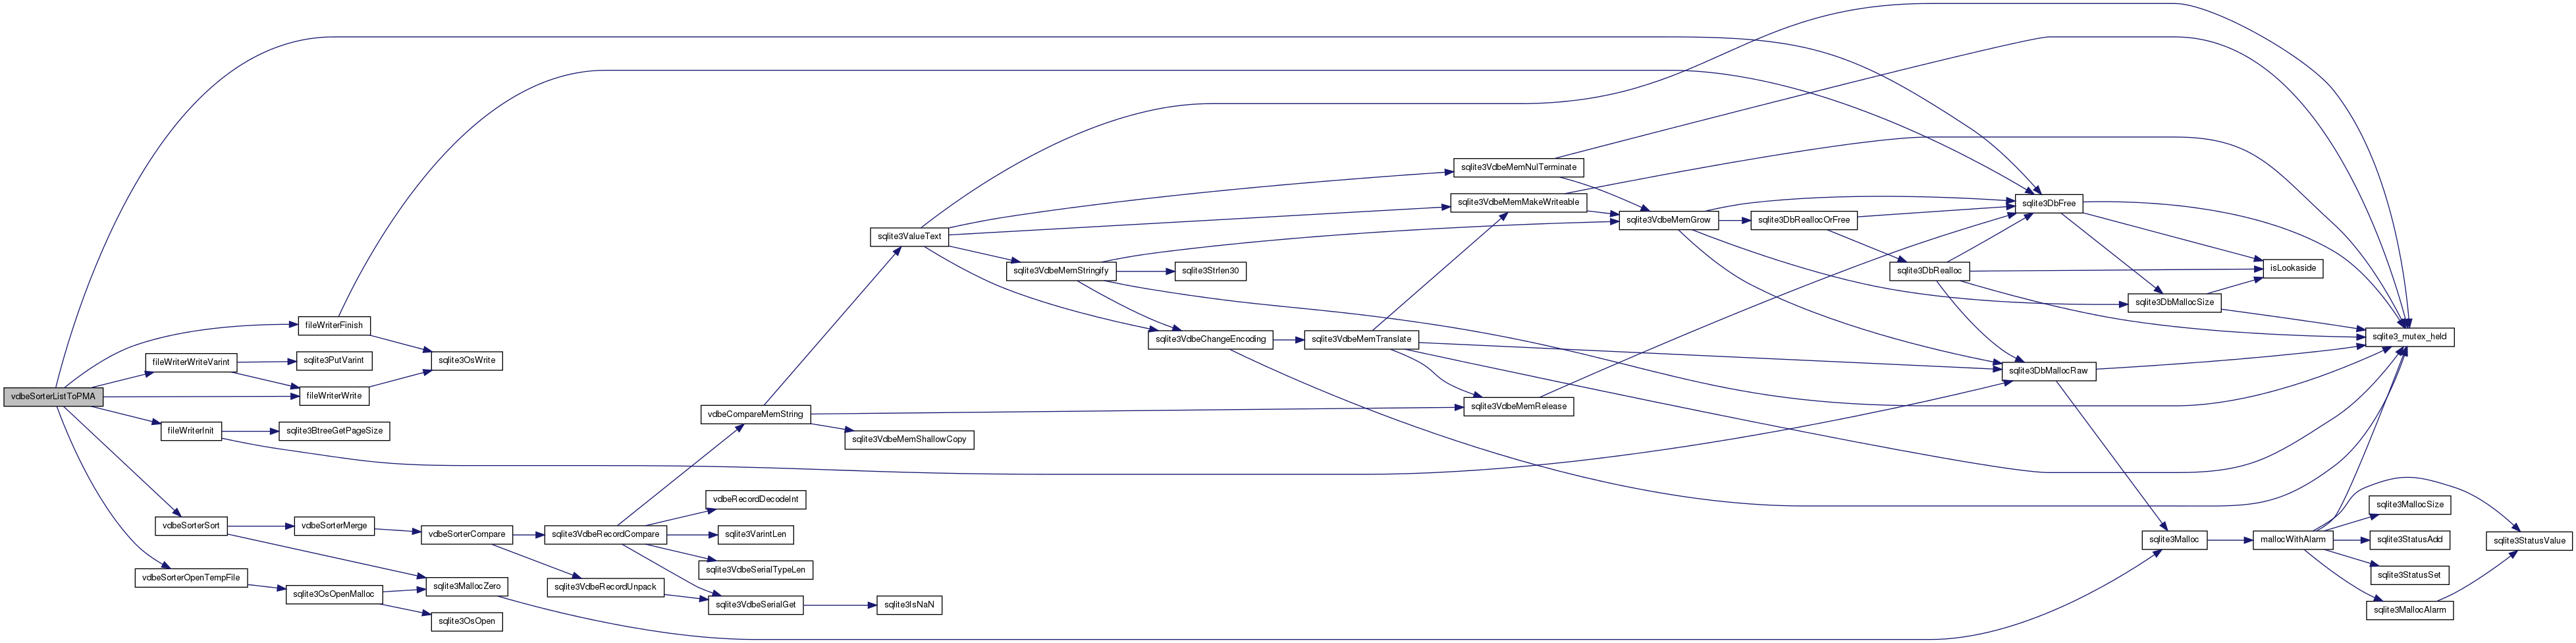 vdbeSorterListToPMA
fileWriterFinish
fileWriterWriteVarint
sqlite3PutVarint
sqlite3OsWrite
fileWriterWrite
fileWriterInit
sqlite3BtreeGetPageSize
vdbeSorterSort
vdbeSorterMerge
vdbeSorterCompare
vdbeSorterOpenTempFile
sqlite3OsOpenMalloc
sqlite3MallocZero
sqlite3OsOpen
sqlite3VdbeRecordCompare
sqlite3VdbeRecordUnpack
vdbeCompareMemString
vdbeRecordDecodeInt
sqlite3VarintLen
sqlite3VdbeSerialTypeLen
sqlite3VdbeSerialGet
sqlite3IsNaN
sqlite3ValueText
sqlite3VdbeMemShallowCopy
sqlite3VdbeMemStringify
sqlite3Strlen30
sqlite3VdbeChangeEncoding
sqlite3VdbeMemTranslate
sqlite3VdbeMemNulTerminate
sqlite3VdbeMemMakeWriteable
sqlite3VdbeMemRelease
sqlite3VdbeMemGrow
sqlite3DbReallocOrFree
sqlite3DbRealloc
sqlite3DbFree
sqlite3DbMallocRaw
sqlite3DbMallocSize
isLookaside
sqlite3_mutex_held
sqlite3Malloc
mallocWithAlarm
sqlite3MallocSize
sqlite3StatusAdd
sqlite3StatusSet
sqlite3MallocAlarm
sqlite3StatusValue